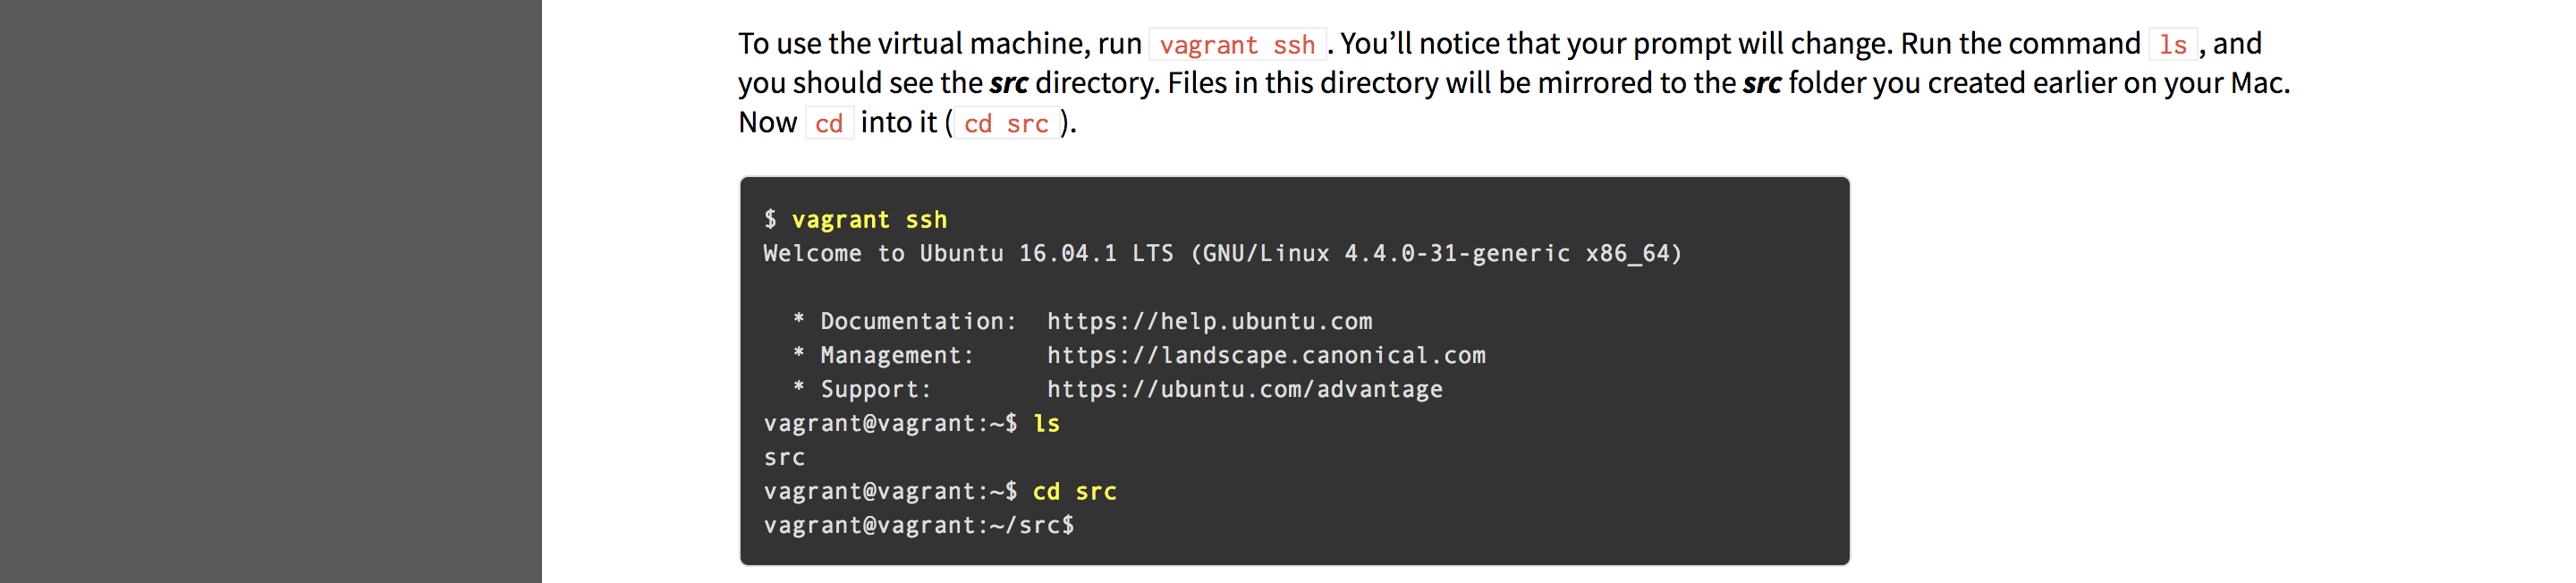 To use the virtual machine, run vagrant ssh . You’ll notice that your prompt will change. Run the command ls , and
you should see the src directory. Files in this directory will be mirrored to the src folder you created earlier on your Mac.
Now cd into it ( cd src ).
$ vagrant ssh
Welcome to Ubuntu 16.04.1 LTS (GNU/Linux 4.4.0-31-generic x86_64)
* Documentation:  https://help.ubuntu.com
* Management:     https://landscape.canonical.com
* Support:        https://ubuntu.com/advantage
vagrant@vagrant:~$ ls
src
vagrant@vagrant:~$ cd src
vagrant@vagrant:~/src$